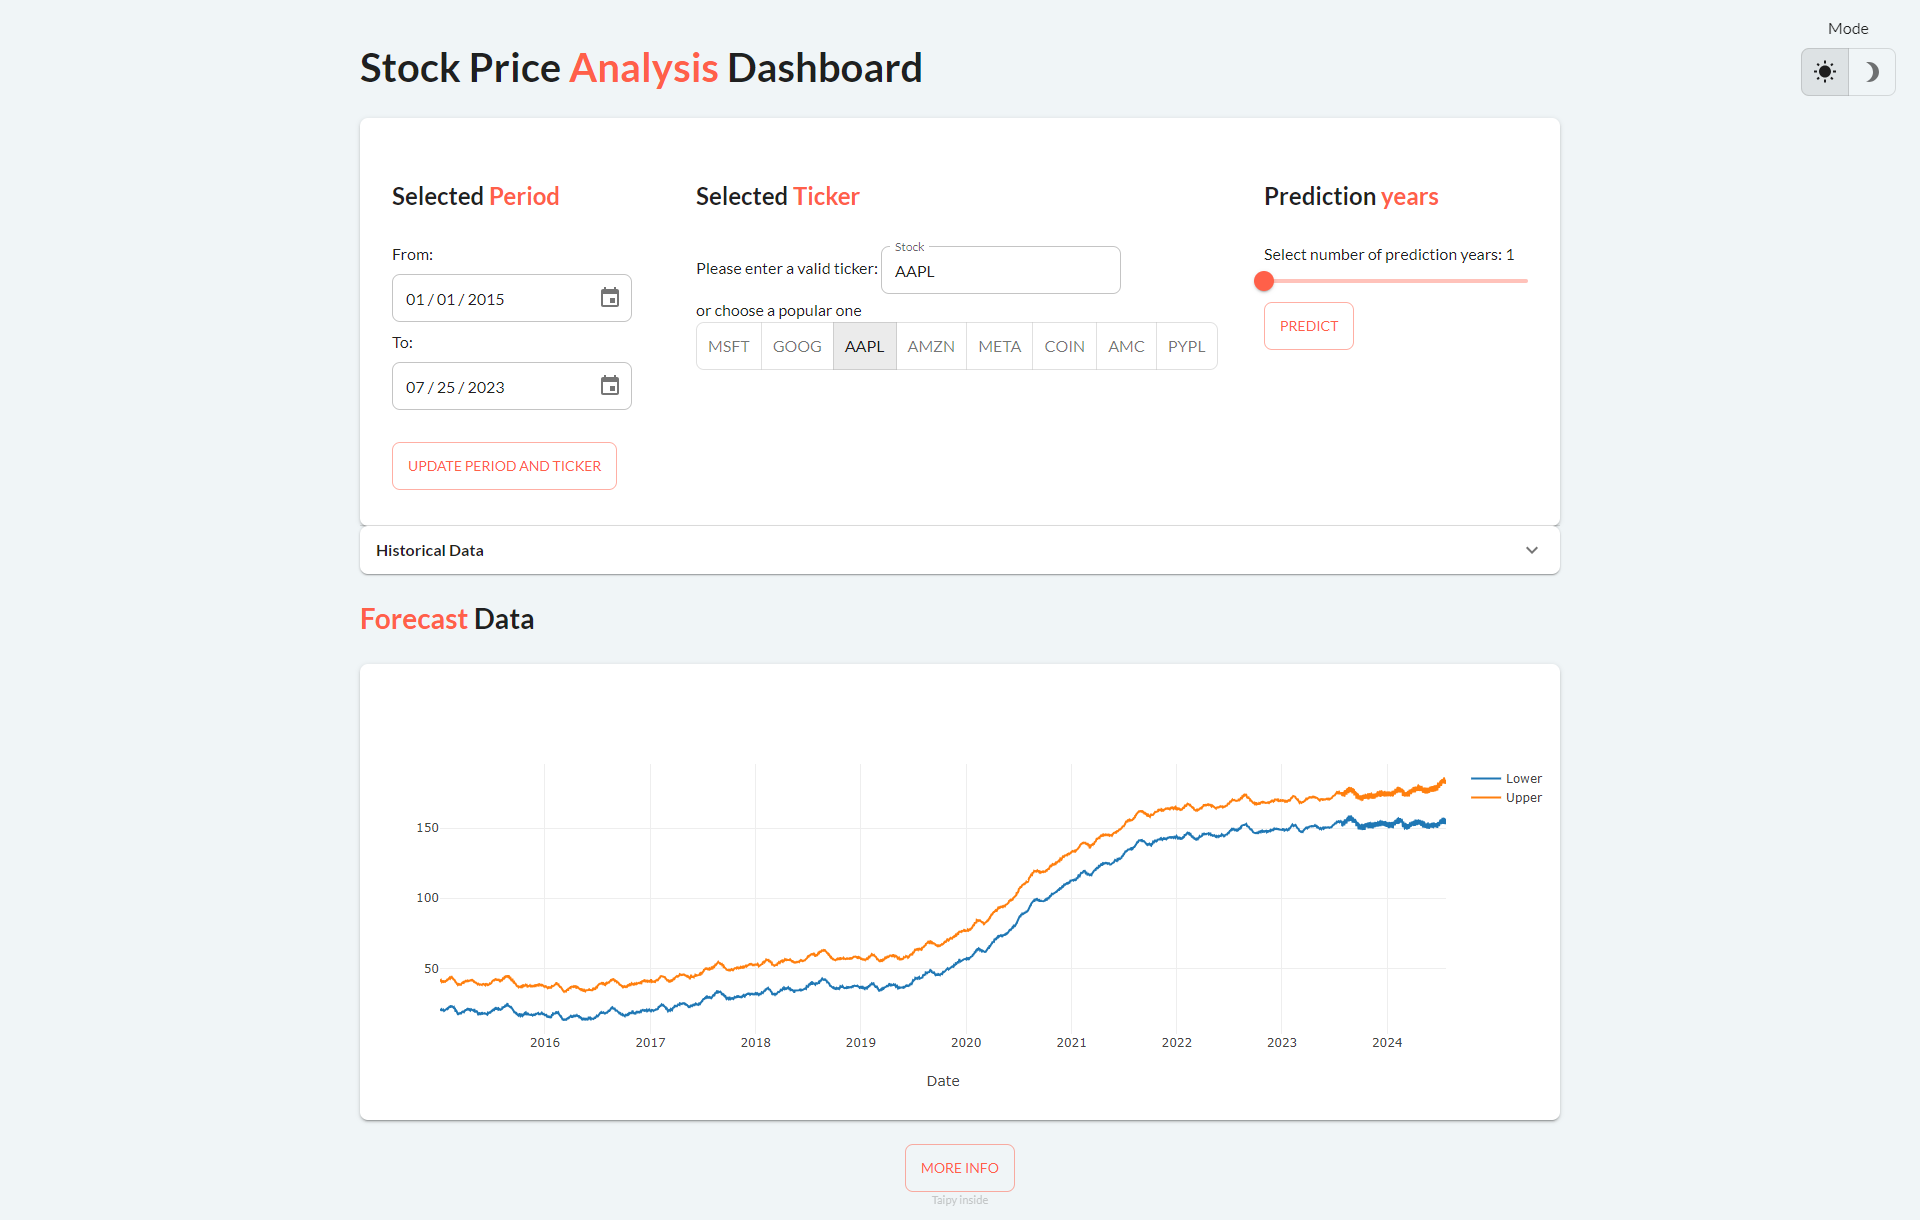 Mode
Stock Price Analysis Dashboard
Selected Period
From:
01 / 01 / 2015
To:
07 / 25 / 2023
UPDATE PERIOD AND TICKER
Selected Ticker
Stock
Please enter a valid ticker: AAPL
or choose a popular one
MSFT GOOG AAPL AMZN META COIN AMC PYPL
Prediction years
Select number of prediction years: 1
PREDICT
Historical Data
Forecast Data
Lower
Upper
150
100
50
2016 2017 2018 2019 2020 2021 2022 2023 2024
Date
MORE INFO
Taipy inside